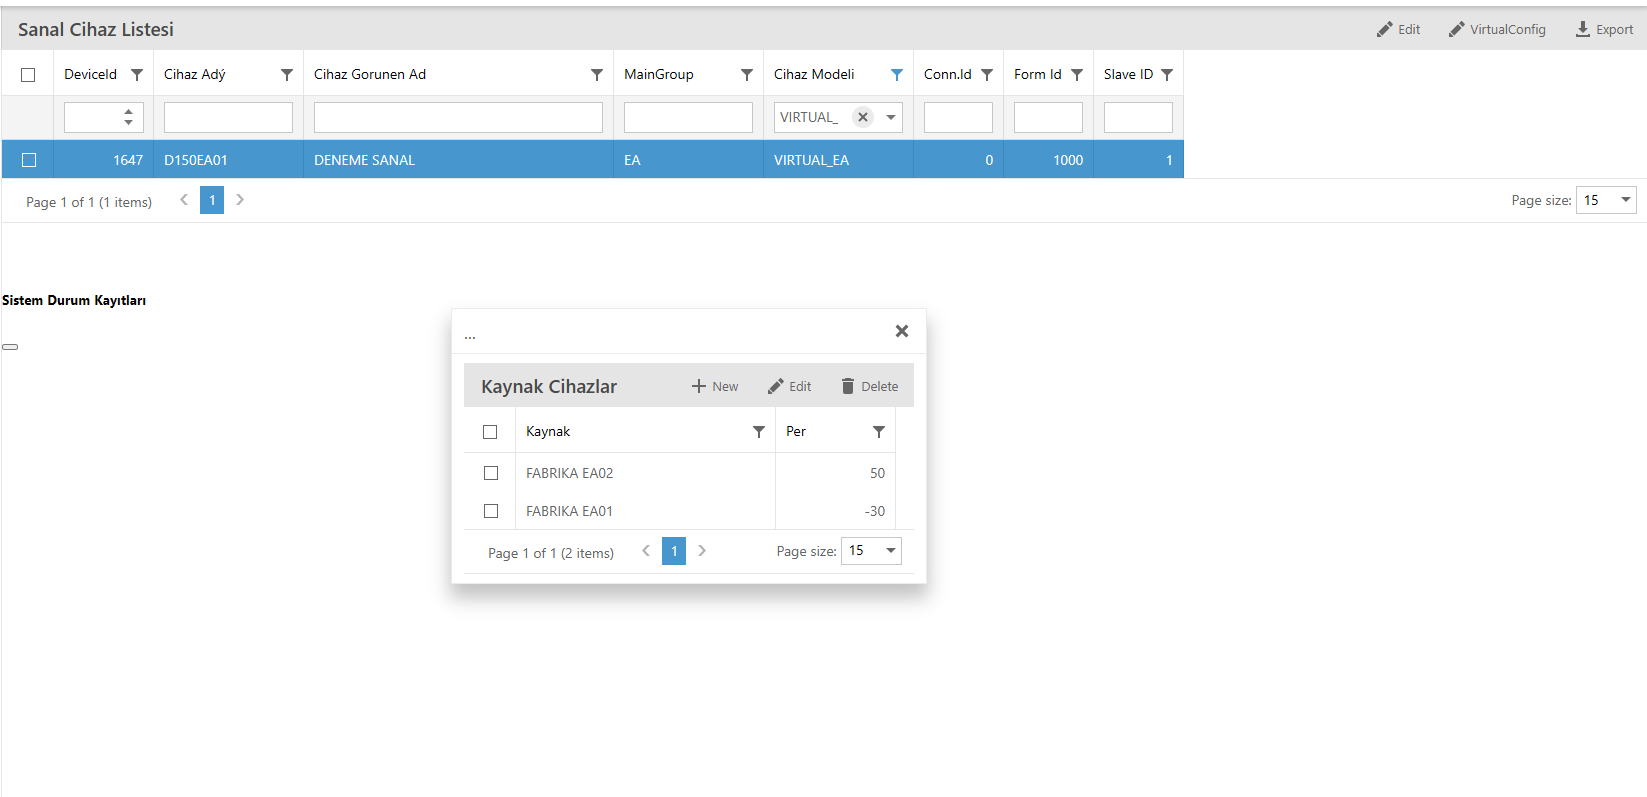 Sanal Cihaz Listesi Edit VirtualConfig Export
DeviceId Cihaz Adý Cihaz Gorunen Ad MainGroup Cihaz Modeli Conn.Id Form Id Slave ID
VIRTUAL_
1647 D150EA01 DENEME SANAL EA VIRTUAL_EA 0 1000 1
Page 1 of 1 (1 items) 1 Page size: 15
Sistem Durum Kayıtları
...
Kaynak Cihazlar New Edit Delete
Kaynak Per
FABRIKA EA02 50
FABRIKA EA01 -30
Page 1 of 1 (2 items) 1 Page size: 15